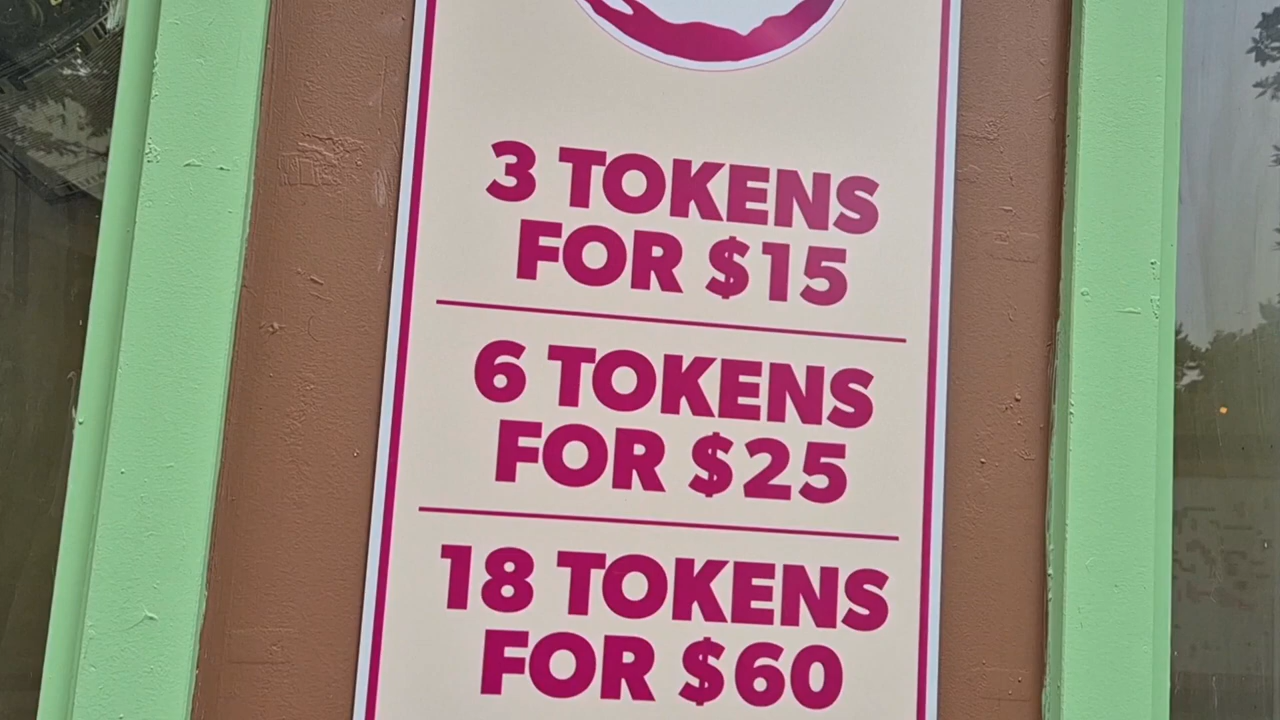 3 TOKENS
FOR $15
6 TOKENS
FOR $25
18 TOKENS
FOR $60